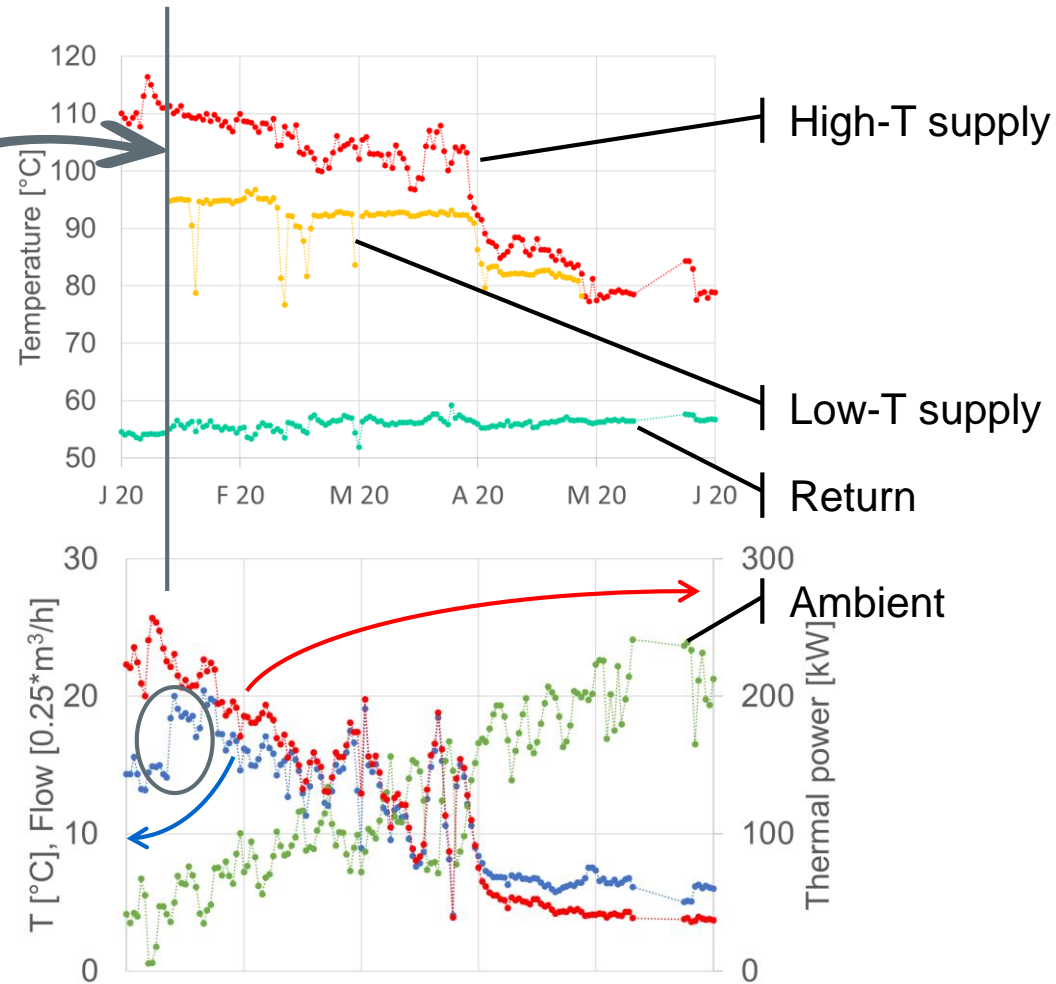 120
110
100
90
80
70
60
50
Temperature [°C]
J 20 F 20 M 20 A 20 M 20 J 20
High-T supply
Low-T supply
Return
Ambient
30
20
10
0
T [°C], Flow [0.25*m³/h]
300
200
100
0
Thermal power [kW]